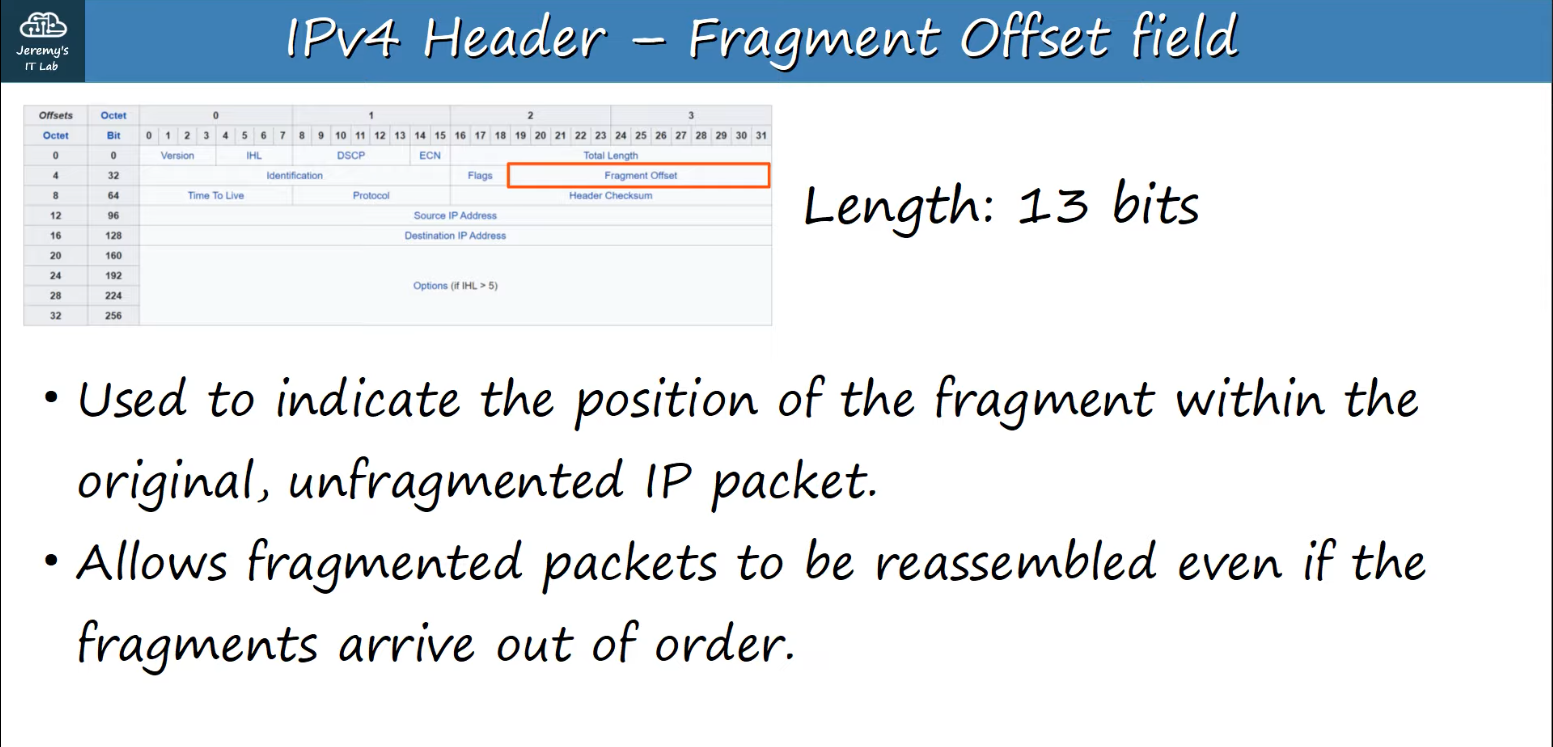 Jeremy's
IT Lab
IPv4 Header – Fragment Offset field
Offsets Octet 0 1 2 3
Octet Bit 0 1 2 3 4 5 6 7 8 9 10 11 12 13 14 15 16 17 18 19 20 21 22 23 24 25 26 27 28 29 30 31
0 0 Version IHL DSCP ECN Total Length
4 32 Identification Flags Fragment Offset
8 64 Time To Live Protocol Header Checksum
12 96 Source IP Address
16 128 Destination IP Address
20 160
24 192
Options (if IHL > 5)
28 224
32 256
Length: 13 bits
• Used to indicate the position of the fragment within the
original, unfragmented IP packet.
• Allows fragmented packets to be reassembled even if the
fragments arrive out of order.